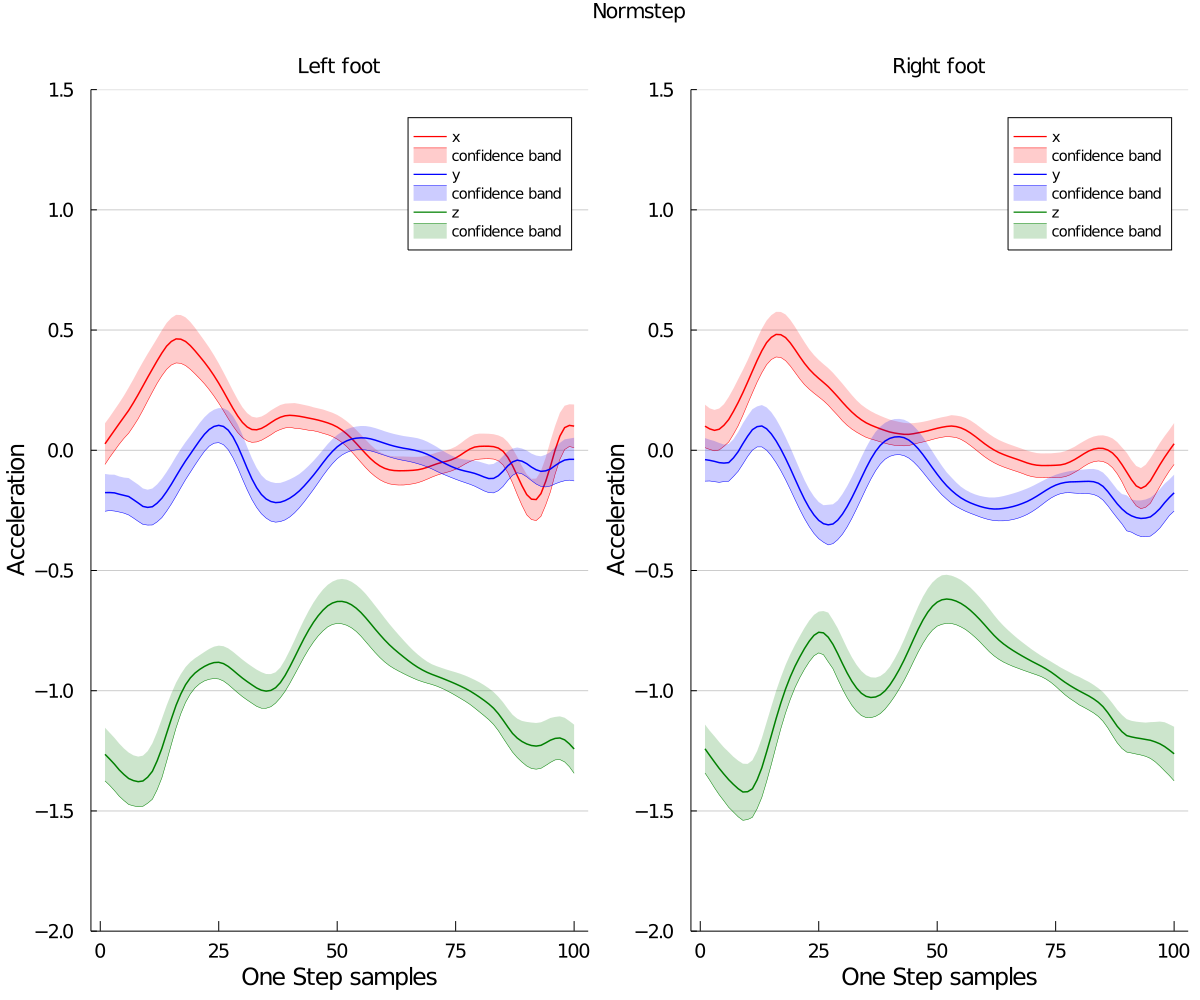 Normstep
Left foot
1.5
1.0
0.5
0.0
−0.5
−1.0
−1.5
−2.0
Acceleration
x
confidence band
y
confidence band
z
confidence band
0 25 50 75 100
One Step samples
Right foot
1.5
1.0
0.5
0.0
−0.5
−1.0
−1.5
−2.0
Acceleration
x
confidence band
y
confidence band
z
confidence band
0 25 50 75 100
One Step samples